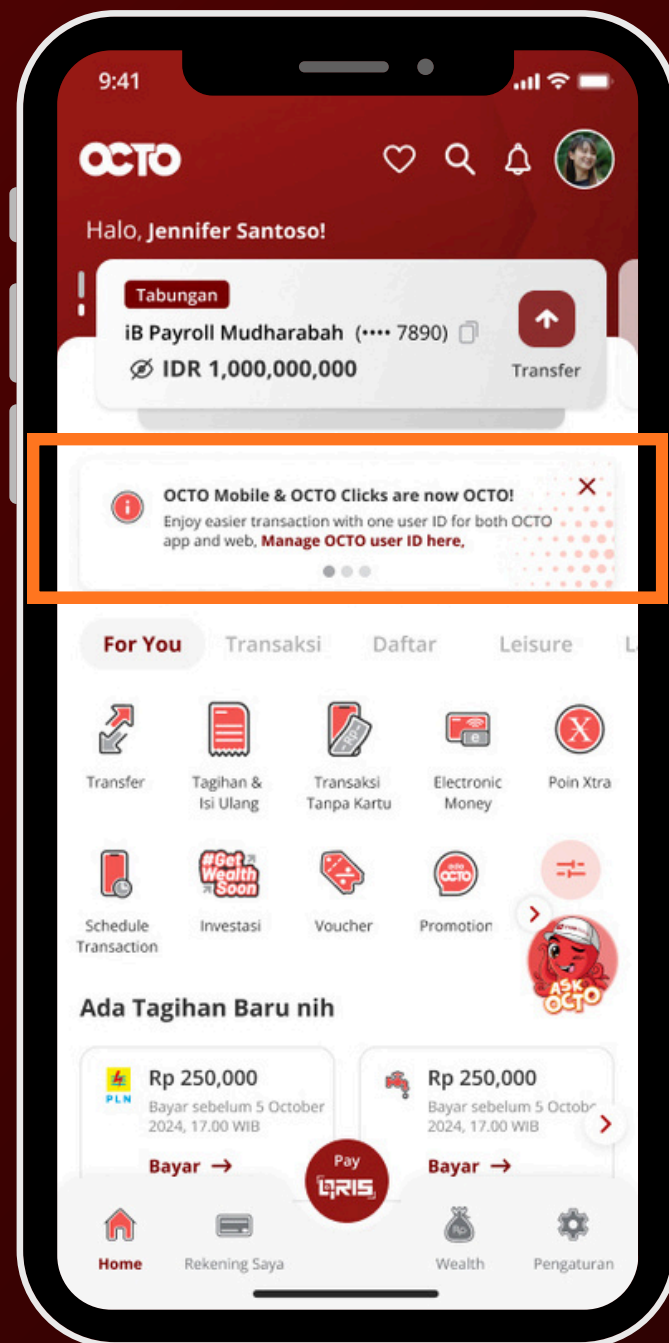 9:41
OCTO
Halo, Jennifer Santoso!
Tabungan
iB Payroll Mudharabah (•••• 7890)
IDR 1,000,000,000
Transfer
OCTO Mobile & OCTO Clicks are now OCTO!
Enjoy easier transaction with one user ID for both OCTO
app and web, Manage OCTO user ID here,
For You Transaksi Daftar Leisure
Transfer
Tagihan &
Isi Ulang
Transaksi
Tanpa Kartu
Electronic
Money
Poin Xtra
#Get
Wealth
Soon
Schedule
Transaction
Investasi
Voucher
Promotion
ASK
OCTO
Ada Tagihan Baru nih
PLN
Rp 250,000
Bayar sebelum 5 October
2024, 17.00 WIB
Bayar →
Rp 250,000
Bayar sebelum 5 Octob
2024, 17.00 WIB
Bayar →
Pay
QRIS
Home
Rekening Saya
Wealth
Pengaturan